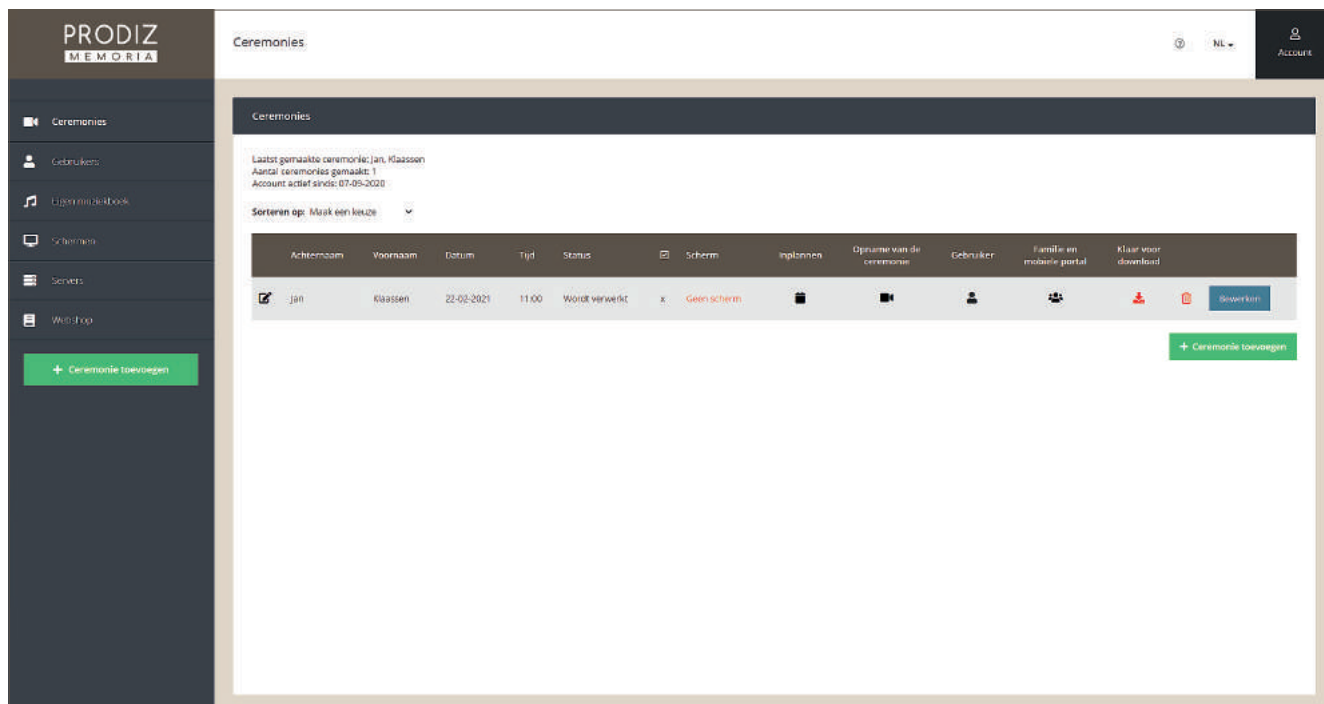 PRODIZ
MEMORIA
Ceremonies
NL
Account
Ceremonies
Gebruikers
Eigen muziekboek
Schermen
Servers
Webshop
+ Ceremonie toevoegen
Ceremonies
Laatst gemaakte ceremonie: Jan, Klaassen
Aantal ceremonies gemaakt: 1
Account actief sinds: 07-09-2020
Sorteren op: Maak een keuze
Achternaam Voornaam Datum Tijd Status Scherm Inplannen Opname van de ceremonie Gebruiker Familie en mobiele portal Klaar voor download
Jan Klaassen 22-02-2021 11:00 Wordt verwerkt x Geen scherm Bewerken
+ Ceremonie toevoegen